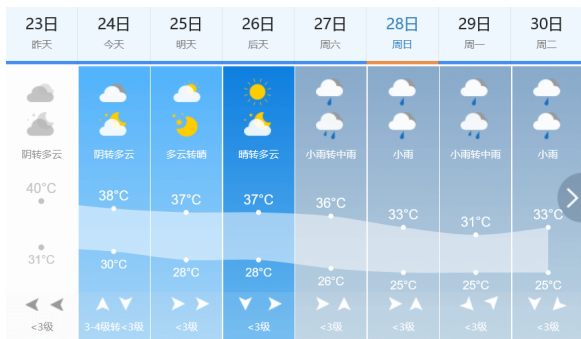 23日 24日 25日 26日 27日 28日 29日 30日
昨天 今天 明天 后天 周六 周日 周一 周二
阴转多云 阴转多云 多云转晴 晴转多云 小雨转中雨 小雨 小雨转中雨 小雨
40°C 38°C 37°C 37°C 36°C 33°C 31°C 33°C
31°C 30°C 28°C 28°C 26°C 25°C 25°C 25°C
<3级 3-4级转<3级 <3级 <3级 <3级 <3级 <3级 <3级